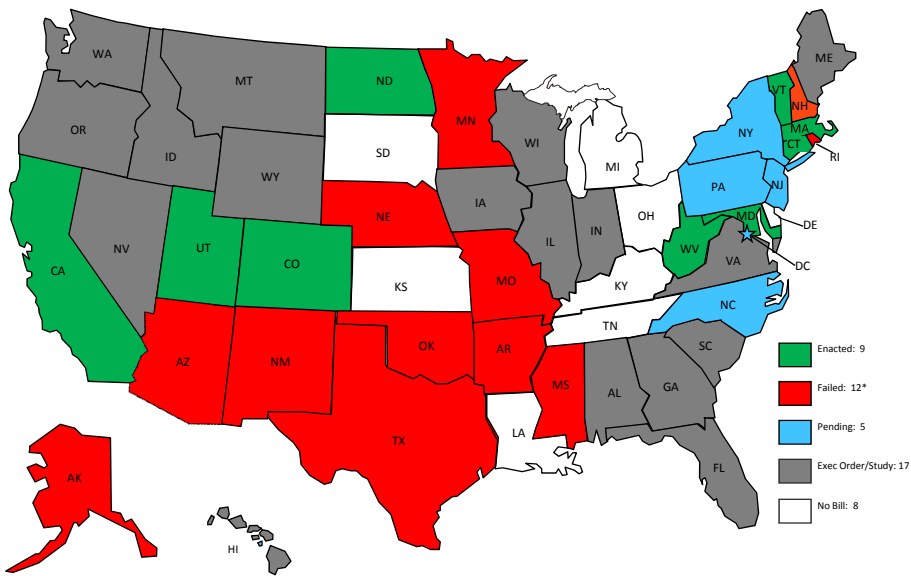 WA
MT
ND
MN
ME
VT
NH
OR
ID
WY
SD
WI
MI
NY
MA
CT
RI
NV
UT
CO
NE
IA
IL
IN
OH
PA
NJ
CA
KS
MO
KY
WV
MD
DE
VA
DC
AZ
NM
OK
AR
TN
NC
TX
LA
MS
AL
GA
SC
FL
AK
HI
Enacted: 9
Failed: 12*
Pending: 5
Exec Order/Study: 17
No Bill: 8